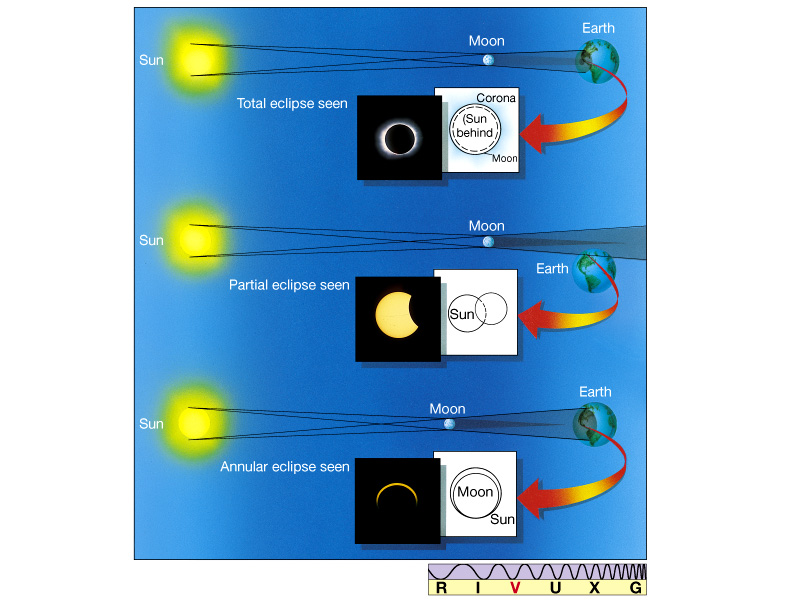 Earth
Moon
Sun
Total eclipse seen
Corona
(Sun
behind
Moon
Moon
Sun
Earth
Partial eclipse seen
Sun
Earth
Moon
Sun
Annular eclipse seen
Moon
Sun
R I V U X G